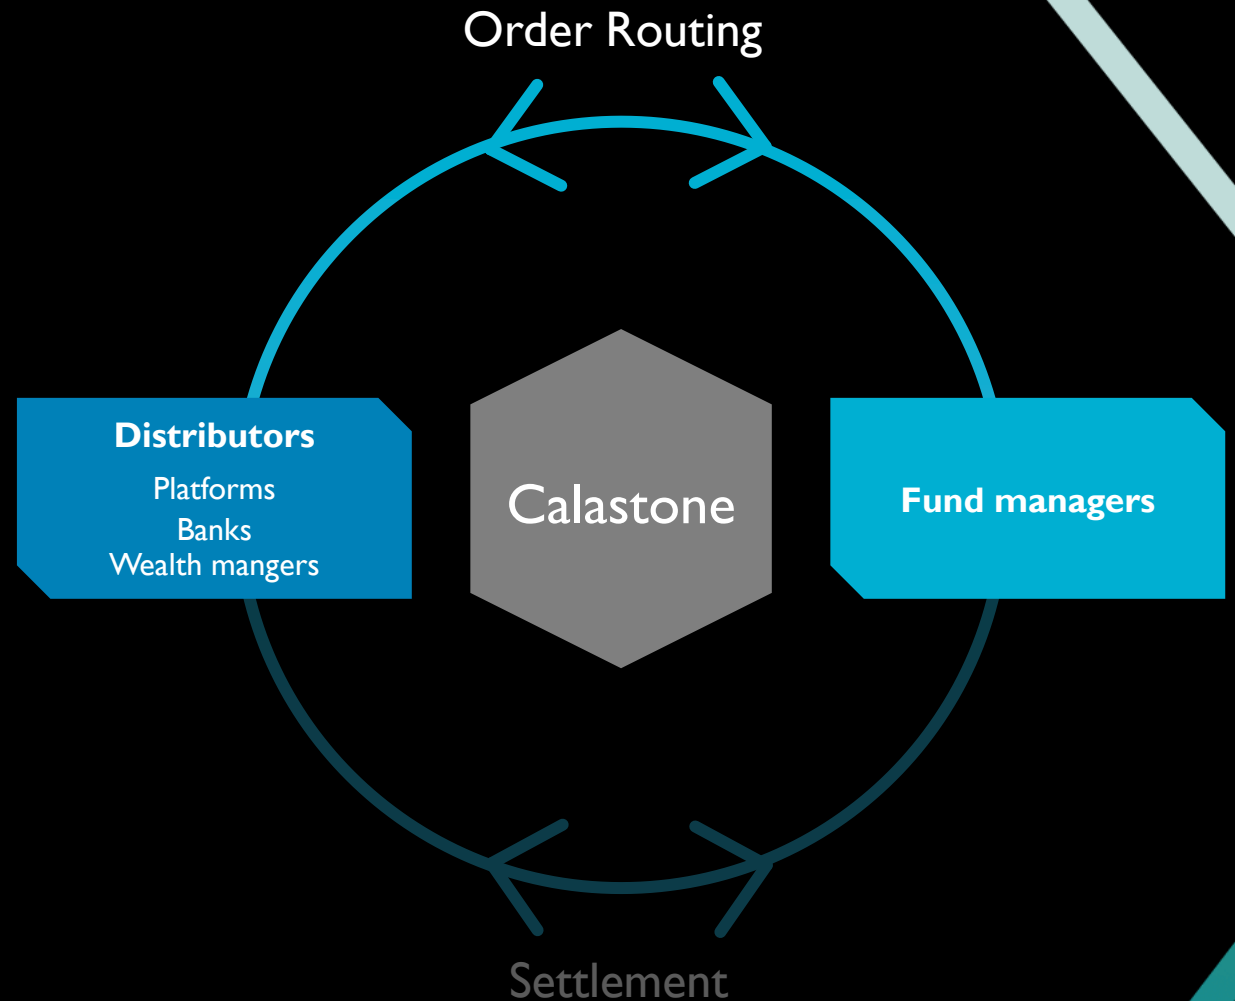 Order Routing
Distributors
Platforms
Banks
Wealth mangers
Calastone
Fund managers
Settlement